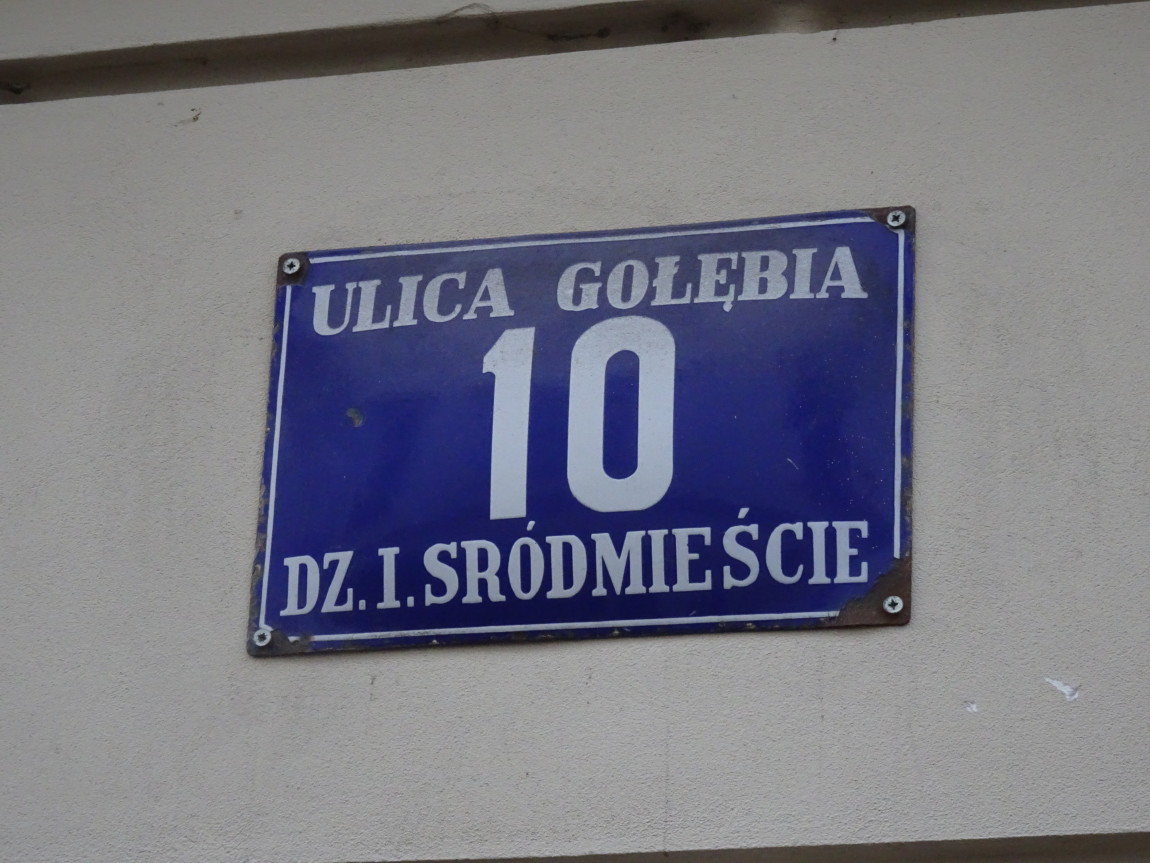 ULICA GOŁĘBIA
10
DZ. I. SRÓDMIEŚCIE